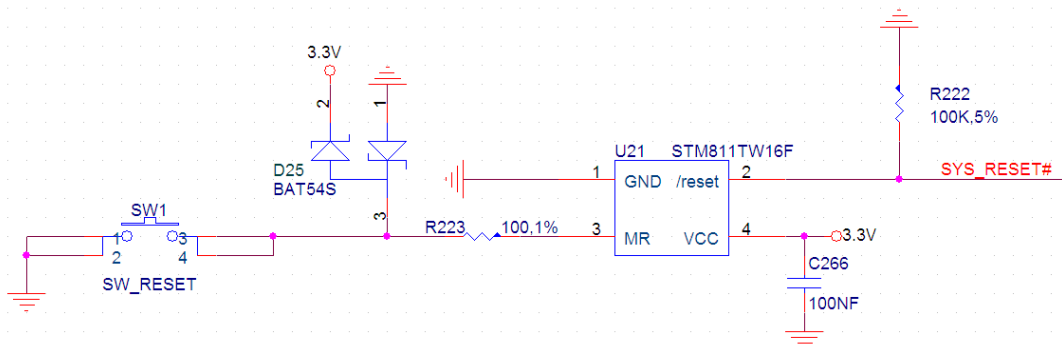 3.3V
2
1
D25
BAT54S
3
R222
100K,5%
U21
STM811TW16F
1
GND
/reset
2
SYS_RESET#
SW1
1
3
2
4
SW_RESET
R223
100,1%
3
MR
VCC
4
3.3V
C266
100NF